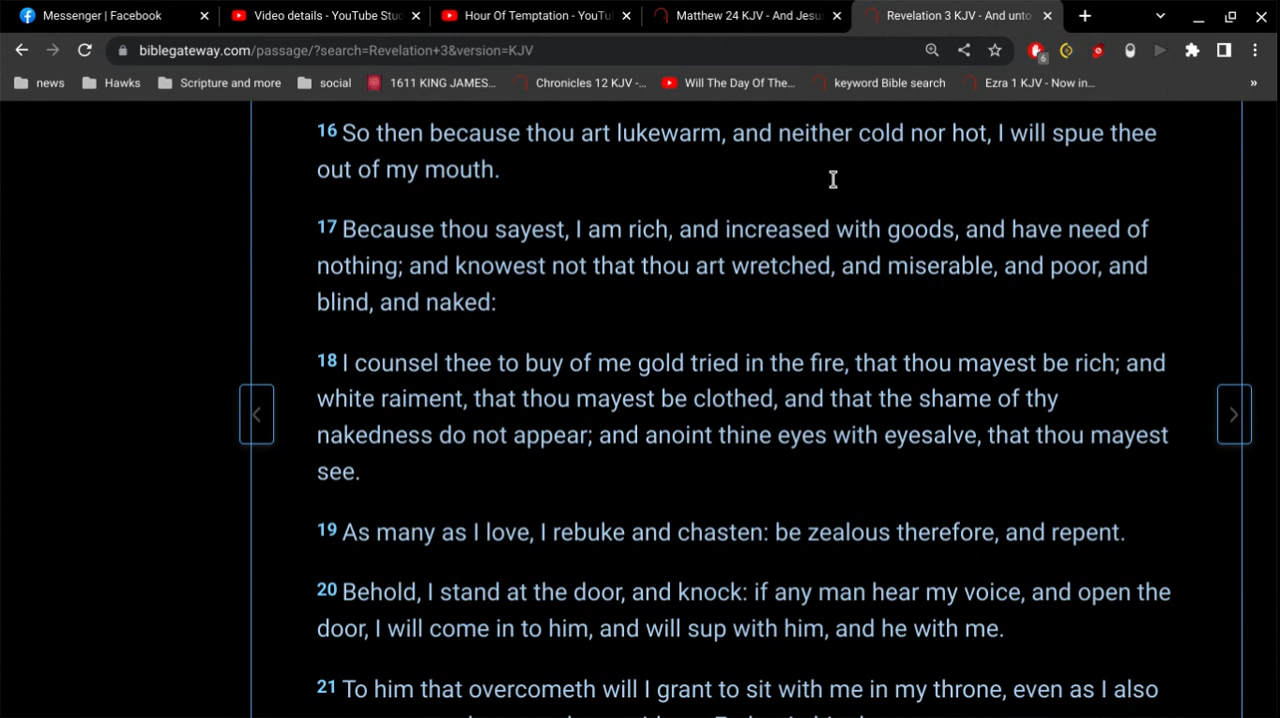 Messenger | Facebook
Video details - YouTube Stu
Hour Of Temptation - YouTu
Matthew 24 KJV - And Jesu
Revelation 3 KJV - And unto
biblegateway.com/passage/?search=Revelation+3&version=KJV
6
news
Hawks
Scripture and more
social
1611 KING JAMES...
Chronicles 12 KJV -...
Will The Day Of The...
keyword Bible search
Ezra 1 KJV - Now in...
»
16 So then because thou art lukewarm, and neither cold nor hot, I will spue thee
out of my mouth.
17 Because thou sayest, I am rich, and increased with goods, and have need of
nothing; and knowest not that thou art wretched, and miserable, and poor, and
blind, and naked:
18 I counsel thee to buy of me gold tried in the fire, that thou mayest be rich; and
white raiment, that thou mayest be clothed, and that the shame of thy
nakedness do not appear; and anoint thine eyes with eyesalve, that thou mayest
see.
19 As many as I love, I rebuke and chasten: be zealous therefore, and repent.
20 Behold, I stand at the door, and knock: if any man hear my voice, and open the
door, I will come in to him, and will sup with him, and he with me.
21 To him that overcometh will I grant to sit with me in my throne, even as I also